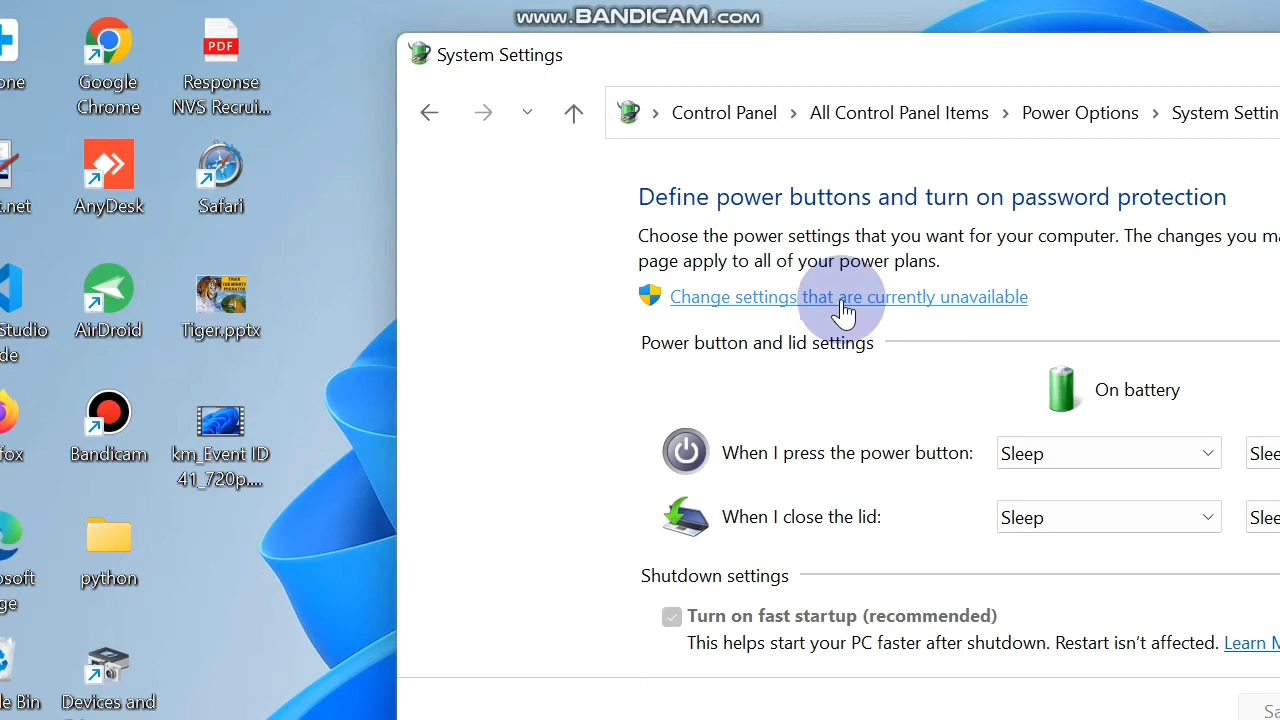 www.BANDICAM.com
one
Google
Chrome
PDF
Response
NVS Recrui...
.net
AnyDesk
Safari
Studio
de
AirDroid
Tiger.pptx
fox
Bandicam
km_Event ID
41_720p....
osoft
ge
python
le Bin
Devices and
System Settings
Control Panel
All Control Panel Items
Power Options
System Settin
Define power buttons and turn on password protection
Choose the power settings that you want for your computer. The changes you ma
page apply to all of your power plans.
Change settings that are currently unavailable
Power button and lid settings
On battery
When I press the power button:
Sleep
Slee
When I close the lid:
Sleep
Slee
Shutdown settings
Turn on fast startup (recommended)
This helps start your PC faster after shutdown. Restart isn't affected. Learn M
Sa